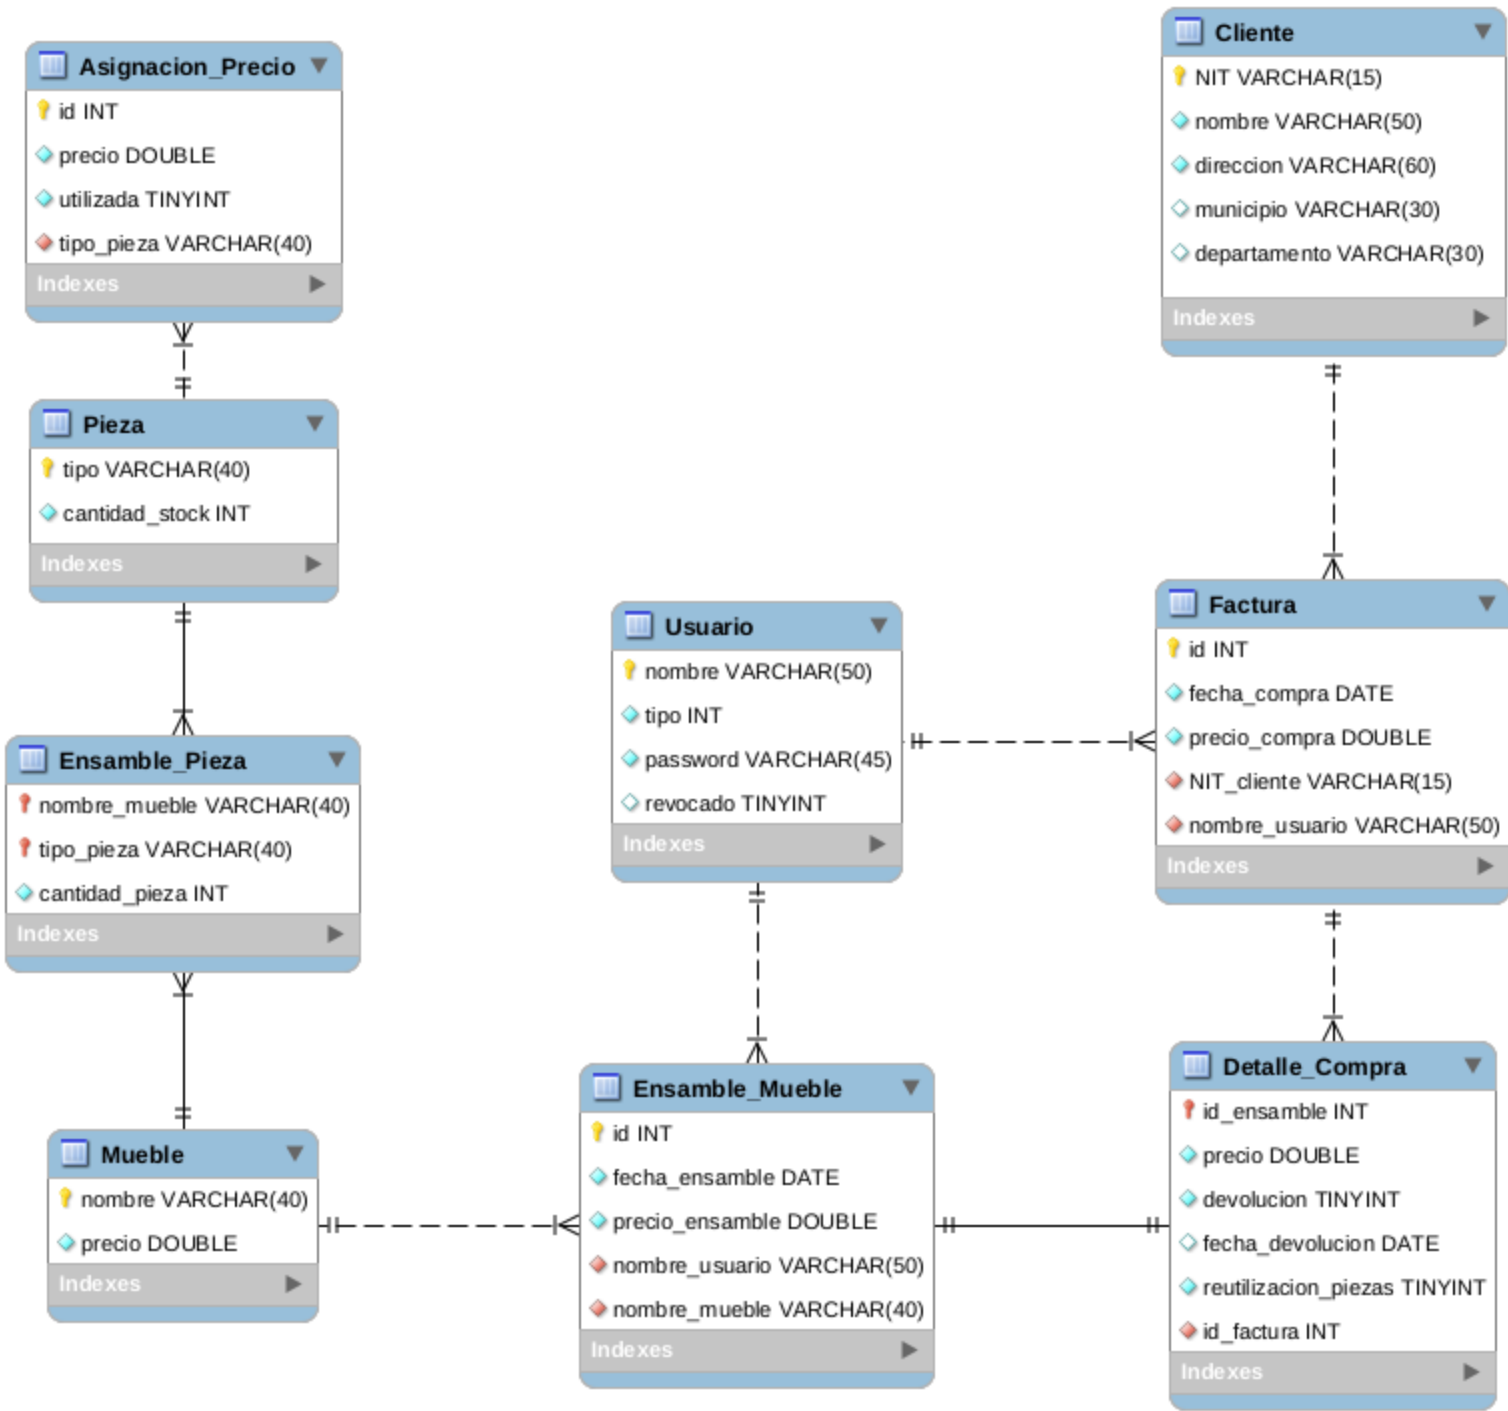 Asignacion_Precio
id INT
precio DOUBLE
utilizada TINYINT
tipo_pieza VARCHAR(40)
Indexes
Pieza
tipo VARCHAR(40)
cantidad_stock INT
Indexes
Ensamble_Pieza
nombre_mueble VARCHAR(40)
tipo_pieza VARCHAR(40)
cantidad_pieza INT
Indexes
Mueble
nombre VARCHAR(40)
precio DOUBLE
Indexes
Usuario
nombre VARCHAR(50)
tipo INT
password VARCHAR(45)
revocado TINYINT
Indexes
Ensamble_Mueble
id INT
fecha_ensamble DATE
precio_ensamble DOUBLE
nombre_usuario VARCHAR(50)
nombre_mueble VARCHAR(40)
Indexes
Cliente
NIT VARCHAR(15)
nombre VARCHAR(50)
direccion VARCHAR(60)
municipio VARCHAR(30)
departamento VARCHAR(30)
Indexes
Factura
id INT
fecha_compra DATE
precio_compra DOUBLE
NIT_cliente VARCHAR(15)
nombre_usuario VARCHAR(50)
Indexes
Detalle_Compra
id_ensamble INT
precio DOUBLE
devolucion TINYINT
fecha_devolucion DATE
reutilizacion_piezas TINYINT
id_factura INT
Indexes